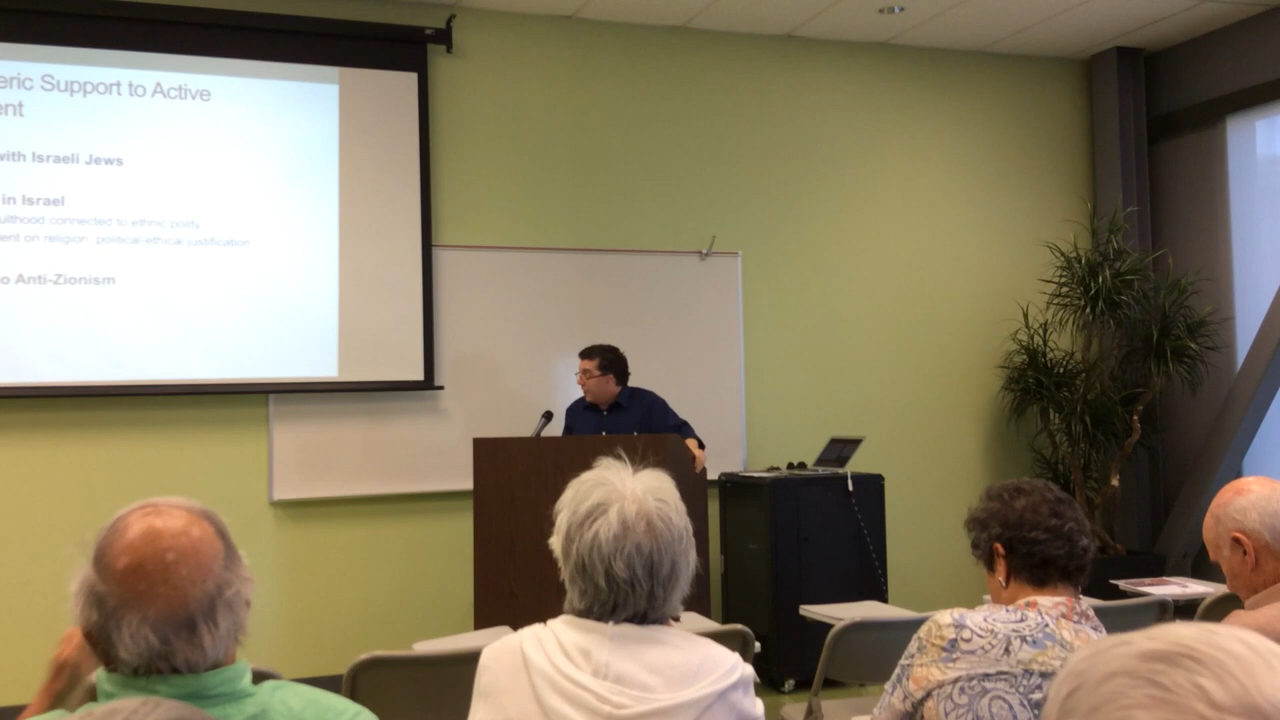 eric Support to Active
ent
with Israeli Jews
in Israel
ulthood connected to ethnic polity
ent on religion political-ethical justification
o Anti-Zionism